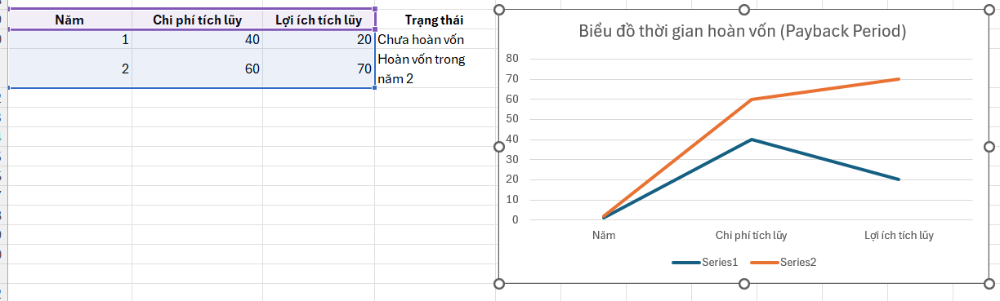 Năm Chi phí tích lũy Lợi ích tích lũy Trạng thái
1 40 20 Chưa hoàn vốn
2 60 70 Hoàn vốn trong
năm 2
Biểu đồ thời gian hoàn vốn (Payback Period)
80
70
60
50
40
30
20
10
0
Năm Chi phí tích lũy Lợi ích tích lũy
Series1 Series2